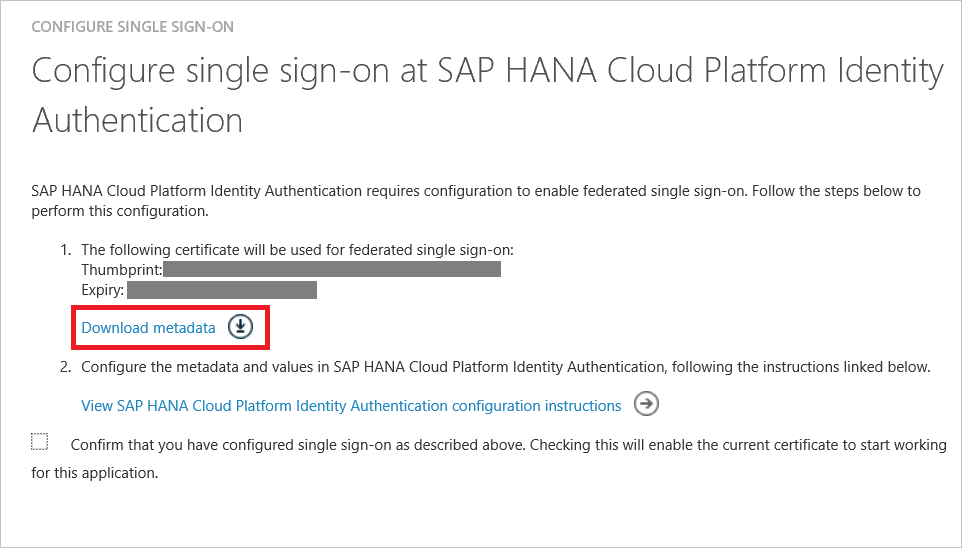 CONFIGURE SINGLE SIGN-ON
Configure single sign-on at SAP HANA Cloud Platform Identity
Authentication
SAP HANA Cloud Platform Identity Authentication requires configuration to enable federated single sign-on. Follow the steps below to
perform this configuration.
1. The following certificate will be used for federated single sign-on:
Thumbprint:
Expiry:
Download metadata
2. Configure the metadata and values in SAP HANA Cloud Platform Identity Authentication, following the instructions linked below.
View SAP HANA Cloud Platform Identity Authentication configuration instructions
Confirm that you have configured single sign-on as described above. Checking this will enable the current certificate to start working
for this application.